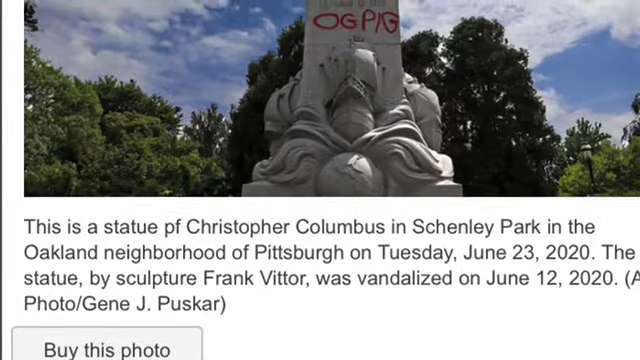 OGPIG
This is a statue pf Christopher Columbus in Schenley Park in the
Oakland neighborhood of Pittsburgh on Tuesday, June 23, 2020. The
statue, by sculpture Frank Vittor, was vandalized on June 12, 2020. (A
Photo/Gene J. Puskar)
Buy this photo